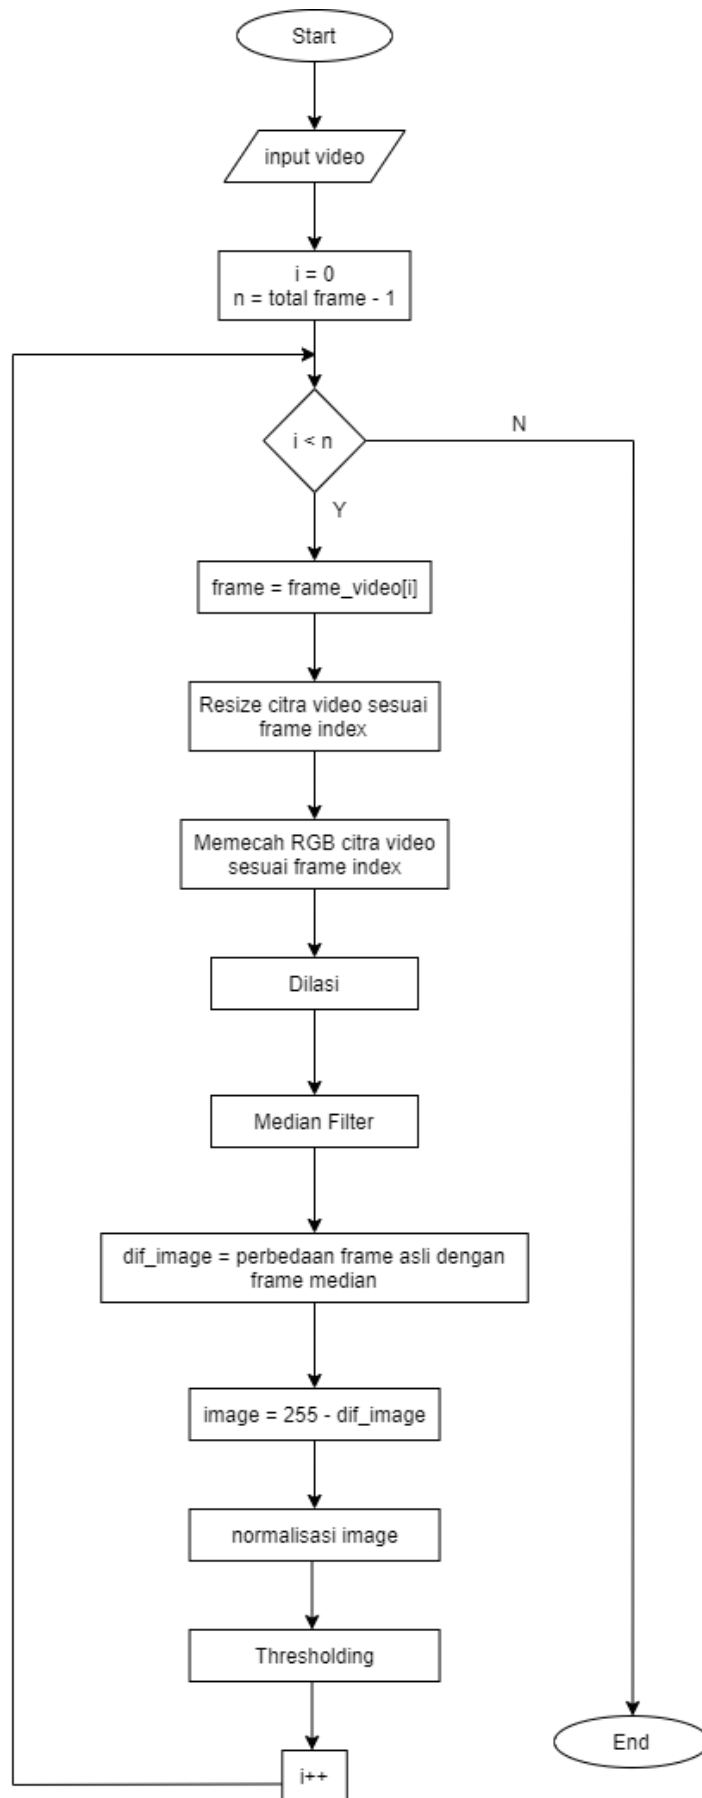 Start
input video
i = 0
n = total frame - 1
i < n
N
Y
frame = frame_video[i]
Resize citra video sesuai
frame index
Memecah RGB citra video
sesuai frame index
Dilasi
Median Filter
dif_image = perbedaan frame asli dengan
frame median
image = 255 - dif_image
normalisasi image
Thresholding
End
i++